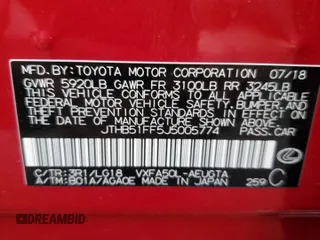 MFD. BY: TOYOTA MOTOR CORPORATION 07/18
GVWR 5920LB GAWR FR 3100LB RR 3245LB
THIS VEHICLE CONFORMS TO ALL APPLICABLE
FEDERAL MOTOR VEHICLE SAFETY, BUMPER, AND
THEFT PREVENTION STANDARDS IN EFFECT ON
THE DATE OF MANUFACTURE SHOWN ABOVE.
JTHB51FF5J5005774 PASS. CAR
C/TR: 3R1/LG18 VXFA50L-AEUGTA
A/TM: B01A/AGA0E MADE IN JAPAN 259 C
DREAMBID